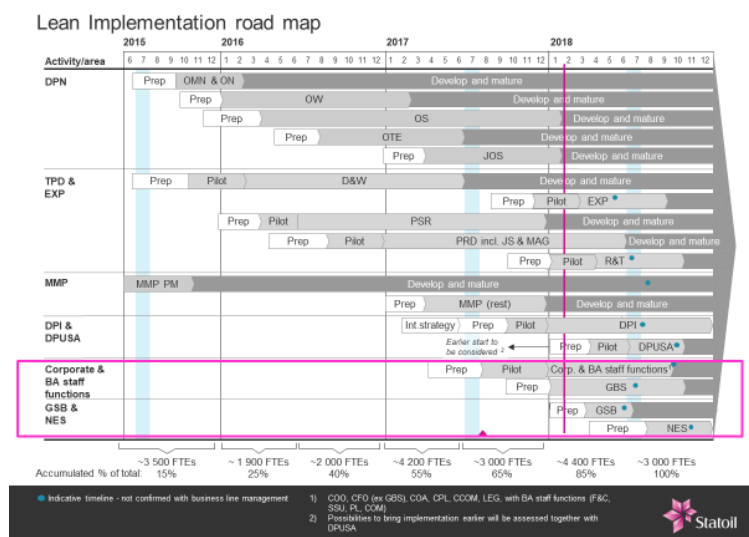 Lean Implementation road map
2015 2016 2017 2018
Activity/area 6 7 8 9 10 11 12 1 2 3 4 5 6 7 8 9 10 11 12 1 2 3 4 5 6 7 8 9 10 11 12 1 2 3 4 5 6 7 8 9 10 11 12
DPN Prep OMN & ON Develop and mature
Prep OW Develop and mature
Prep OS Develop and mature
Prep OTE Develop and mature
Prep JOS Develop and mature
TPD & Prep Pilot D&W Develop and mature
EXP Prep Pilot EXP
Prep Pilot PSR Develop and mature
Prep Pilot PRD incl. JS & MAG Develop and mature
Prep Pilot R&T
MMP MMP PM Develop and mature
Prep MMP (rest) Develop and mature
DPI & Int.strategy Prep Pilot DPI
DPUSA Earlier start to
be considered 2 Prep Pilot DPUSA
Corporate & Prep Pilot Corp. & BA staff functions1
BA staff Prep GBS
functions
GSB & Prep GSB
NES Prep NES
~3 500 FTEs ~ 1 900 FTEs ~2 000 FTEs ~4 200 FTEs ~3 000 FTEs ~4 400 FTEs ~3 000 FTEs
Accumulated % of total: 15% 25% 40% 55% 65% 85% 100%
Indicative timeline - not confirmed with business line management
1) COO, CFO (ex GBS), COA, CPL, CCOM, LEG, with BA staff functions (F&C,
SSU, PL, COM)
2) Possibilities to bring implementation earlier will be assessed together with
DPUSA
Statoil